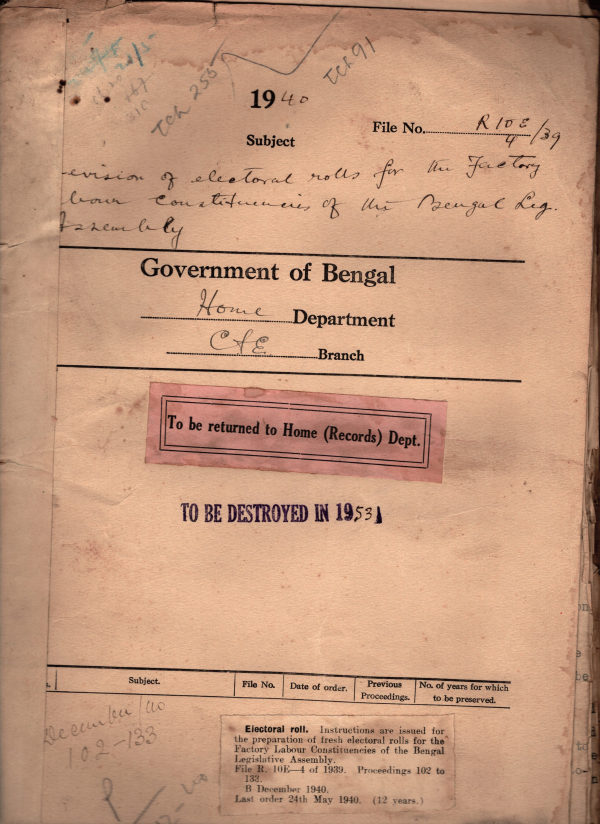 Tch 255
Tch 91
1940
File No. R 10E/4 /39
Subject
evision of electoral rolls for the Factory
bour Constituencies of the Bengal Leg.
Assembly
Government of Bengal
Home Department
C&E Branch
To be returned to Home (Records) Dept.
TO BE DESTROYED IN 1953
Subject. File No. Date of order. Previous Proceedings. No. of years for which to be preserved.
December 40
102-133
Electoral roll. Instructions are issued for
the preparation of fresh electoral rolls for the
Factory Labour Constituencies of the Bengal
Legislative Assembly.
File R. 10E—4 of 1939. Proceedings 102 to
133.
B December 1940.
Last order 24th May 1940. (12 years.)